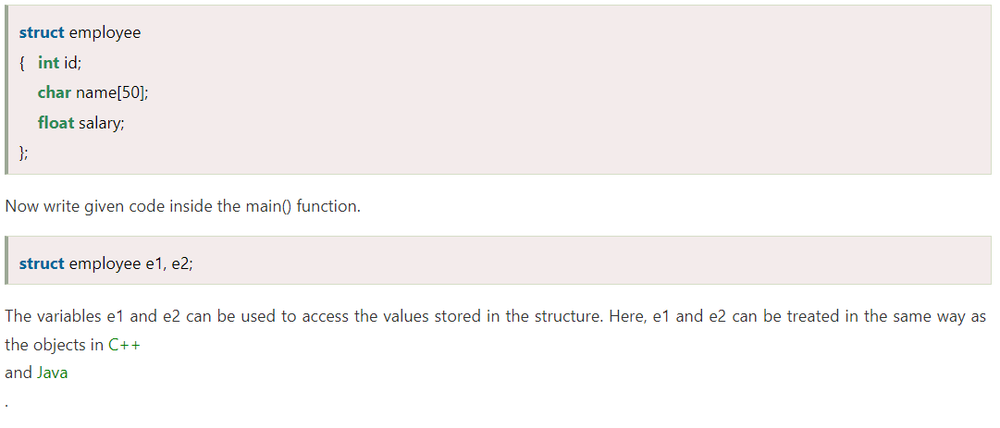 struct employee
{ int id;
char name[50];
float salary;
};
Now write given code inside the main() function.
struct employee e1, e2;
The variables e1 and e2 can be used to access the values stored in the structure. Here, e1 and e2 can be treated in the same way as
the objects in C++
and Java
.